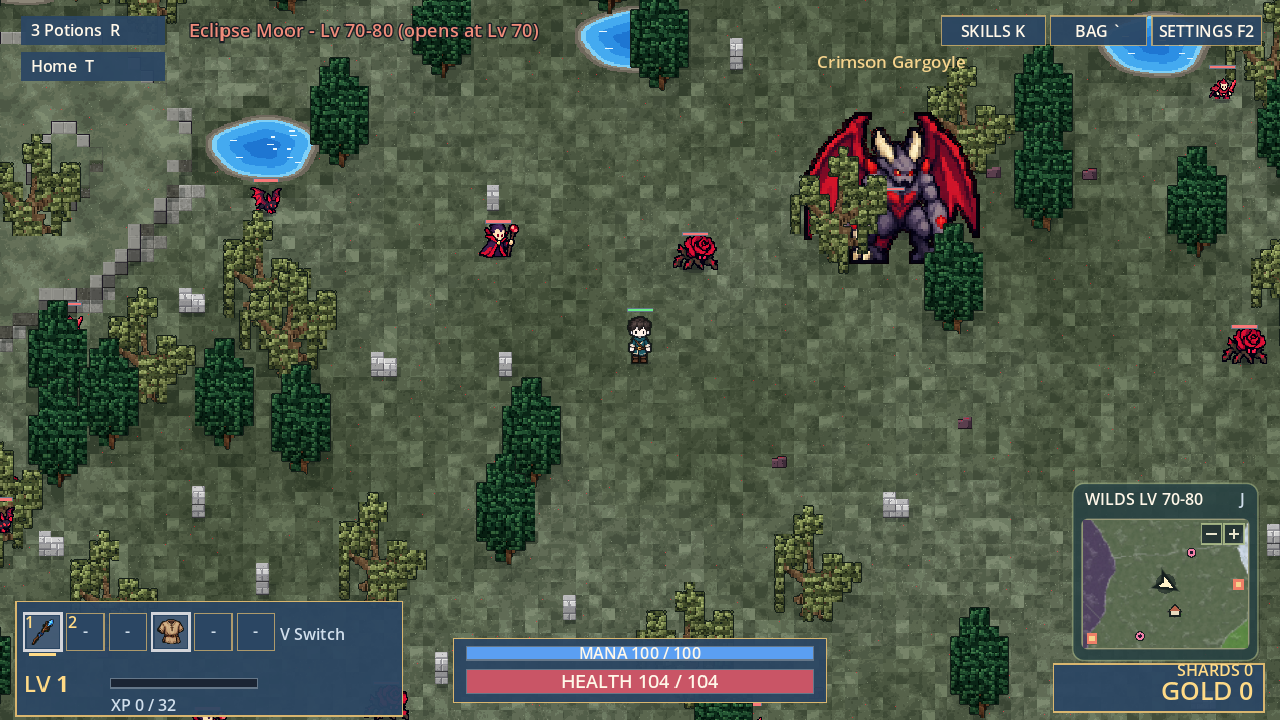 3 Potions R
Eclipse Moor - Lv 70-80 (opens at Lv 70)
SKILLS K
BAG `
SETTINGS F2
Home T
Crimson Gargoyle
WILDS LV 70-80
J
1
2
-
-
-
-
V Switch
LV 1
XP 0 / 32
MANA 100 / 100
HEALTH 104 / 104
SHARDS 0
GOLD 0